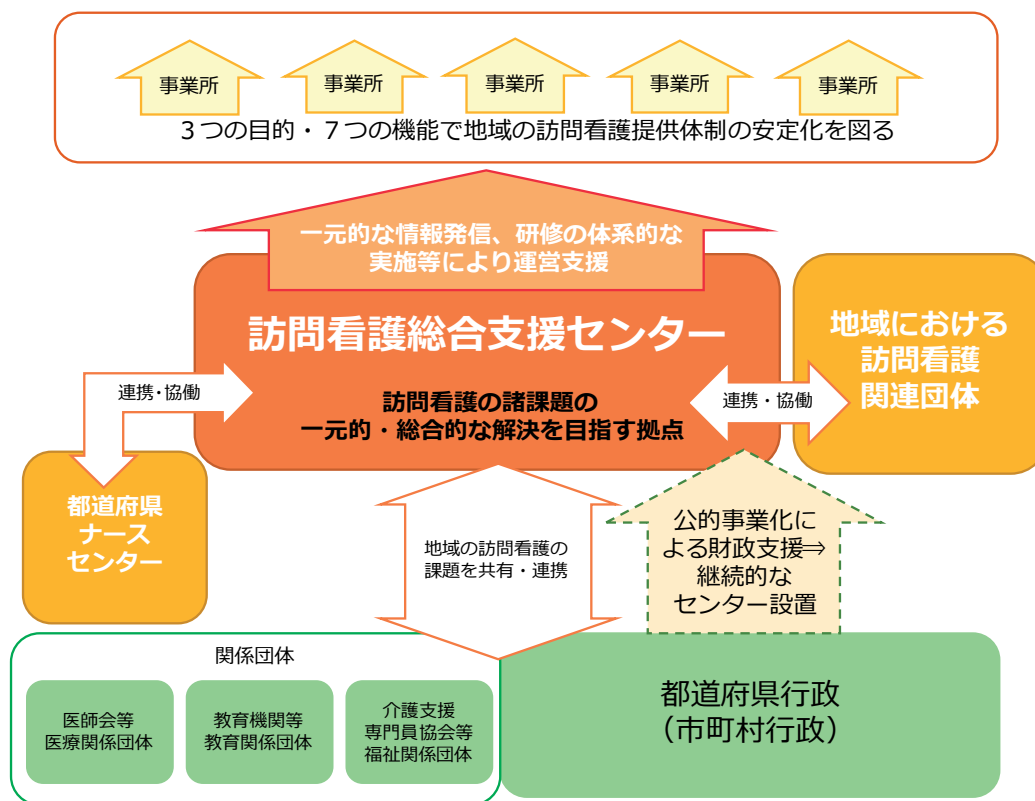 事業所
事業所
事業所
事業所
事業所
３つの目的・７つの機能で地域の訪問看護提供体制の安定化を図る
一元的な情報発信、研修の体系的な
実施等により運営支援
訪問看護総合支援センター
訪問看護の諸課題の
一元的・総合的な解決を目指す拠点
連携・協働
連携・協働
地域における
訪問看護
関連団体
都道府県
ナース
センター
地域の訪問看護の
課題を共有・連携
公的事業化に
よる財政支援⇒
継続的な
センター設置
関係団体
医師会等
医療関係団体
教育機関等
教育関係団体
介護支援
専門員協会等
福祉関係団体
都道府県行政
（市町村行政）